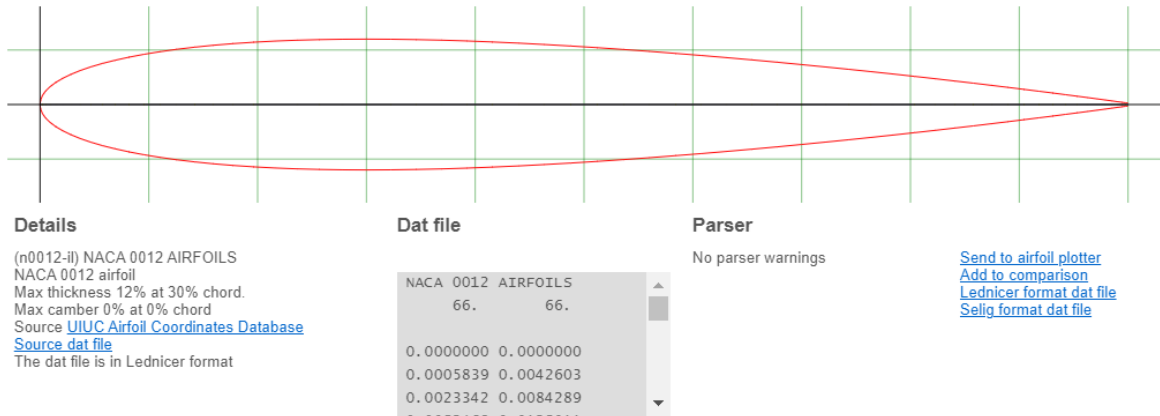 Details
(n0012-il) NACA 0012 AIRFOILS
NACA 0012 airfoil
Max thickness 12% at 30% chord.
Max camber 0% at 0% chord
Source UIUC Airfoil Coordinates Database
Source dat file
The dat file is in Lednicer format
Dat file
NACA 0012 AIRFOILS
66. 66.
0.0000000 0.0000000
0.0005839 0.0042603
0.0023342 0.0084289
Parser
No parser warnings
Send to airfoil plotter
Add to comparison
Lednicer format dat file
Selig format dat file